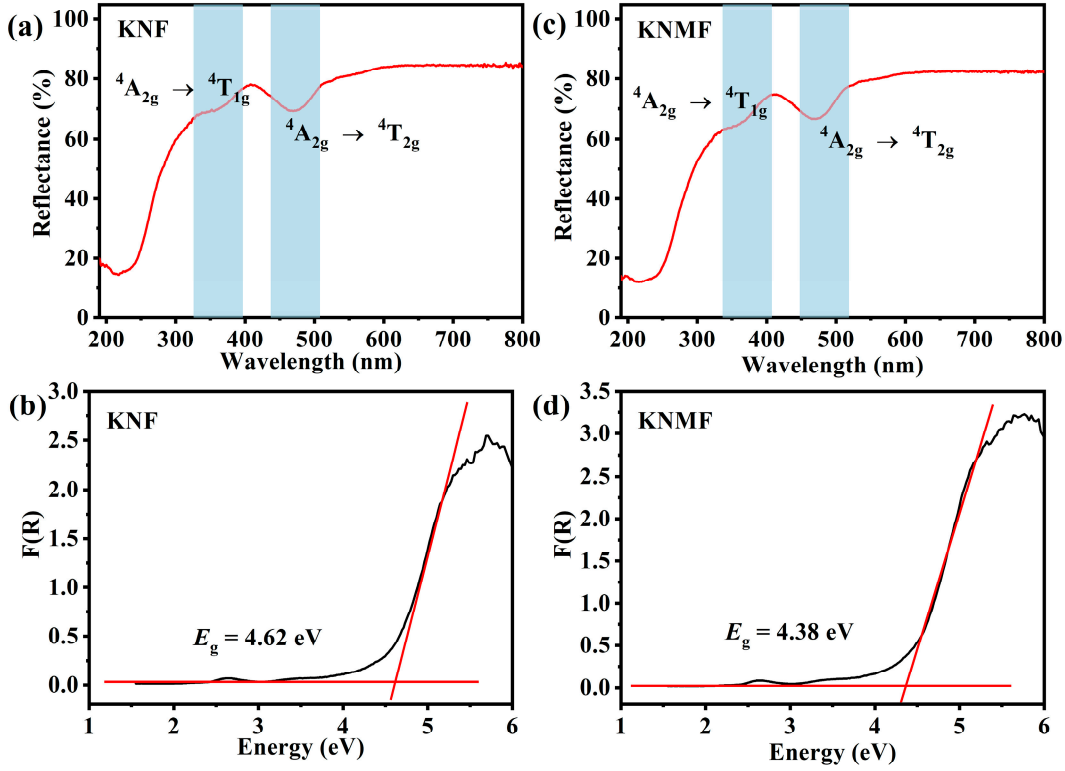 (a)
KNF
⁴A₂g → ⁴T₁g
⁴A₂g → ⁴T₂g
Reflectance (%)
100
80
60
40
20
0
200 300 400 500 600 700 800
Wavelength (nm)
(c)
KNMF
⁴A₂g → ⁴T₁g
⁴A₂g → ⁴T₂g
Reflectance (%)
100
80
60
40
20
0
200 300 400 500 600 700 800
Wavelength (nm)
(b)
KNF
E_g = 4.62 eV
F(R)
3.0
2.5
2.0
1.5
1.0
0.5
0.0
1 2 3 4 5 6
Energy (eV)
(d)
KNMF
E_g = 4.38 eV
F(R)
3.5
3.0
2.5
2.0
1.5
1.0
0.5
0.0
1 2 3 4 5 6
Energy (eV)